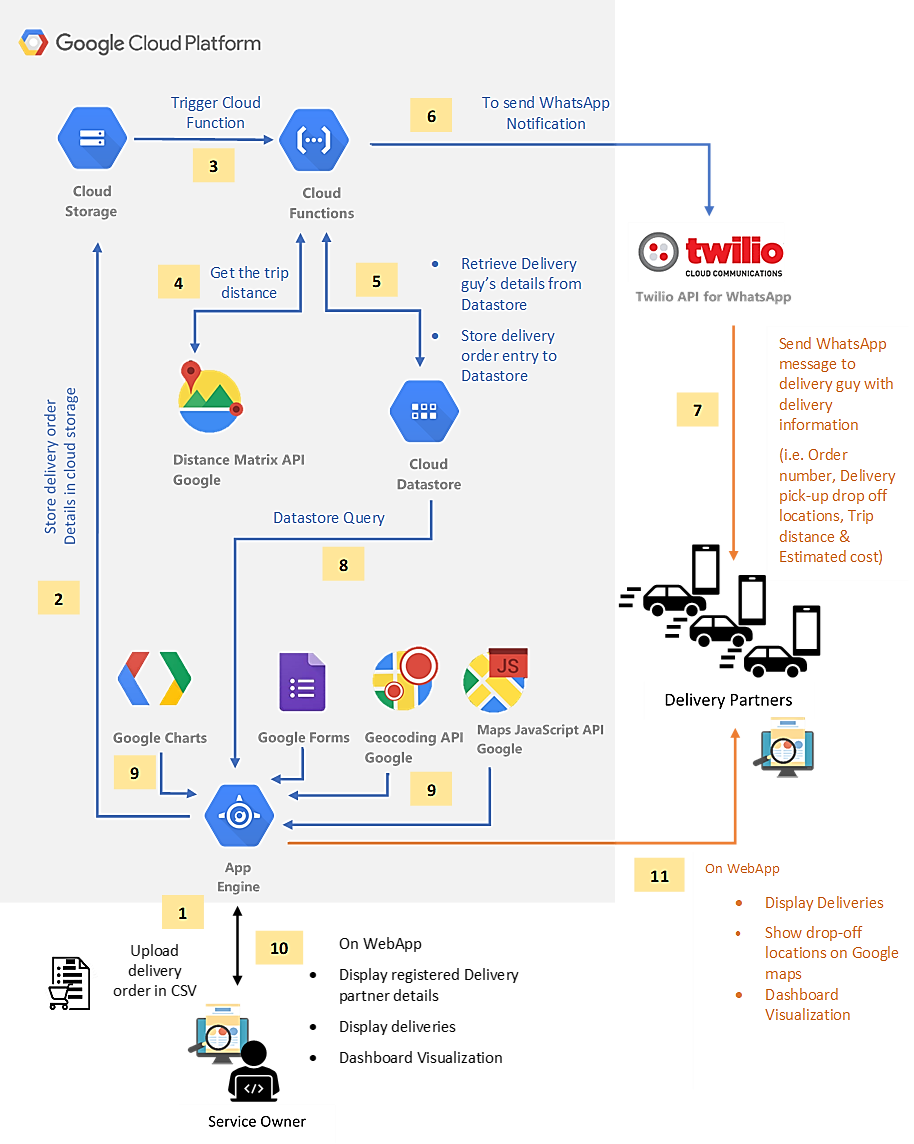 Google Cloud Platform
Trigger Cloud
Function
3
6
To send WhatsApp
Notification
Cloud
Storage
Cloud
Functions
4
Get the trip
distance
5
• Retrieve Delivery
guy's details from
Datastore
• Store delivery
order entry to
Datastore
twilio
CLOUD COMMUNICATIONS
Twilio API for WhatsApp
Send WhatsApp
message to
delivery guy with
delivery
information
(i.e. Order
number, Delivery
pick-up drop off
locations, Trip
distance &
Estimated cost)
7
Store delivery order
Details in cloud storage
2
Distance Matrix API
Google
Cloud
Datastore
Datastore Query
8
Delivery Partners
Google Charts
Google Forms
Geocoding API
Google
JS
Maps JavaScript API
Google
9
9
App
Engine
11
On WebApp
• Display Deliveries
• Show drop-off
locations on Google
maps
• Dashboard
Visualization
1
Upload
delivery
order in CSV
10
On WebApp
• Display registered Delivery
partner details
• Display deliveries
• Dashboard Visualization
</>
Service Owner